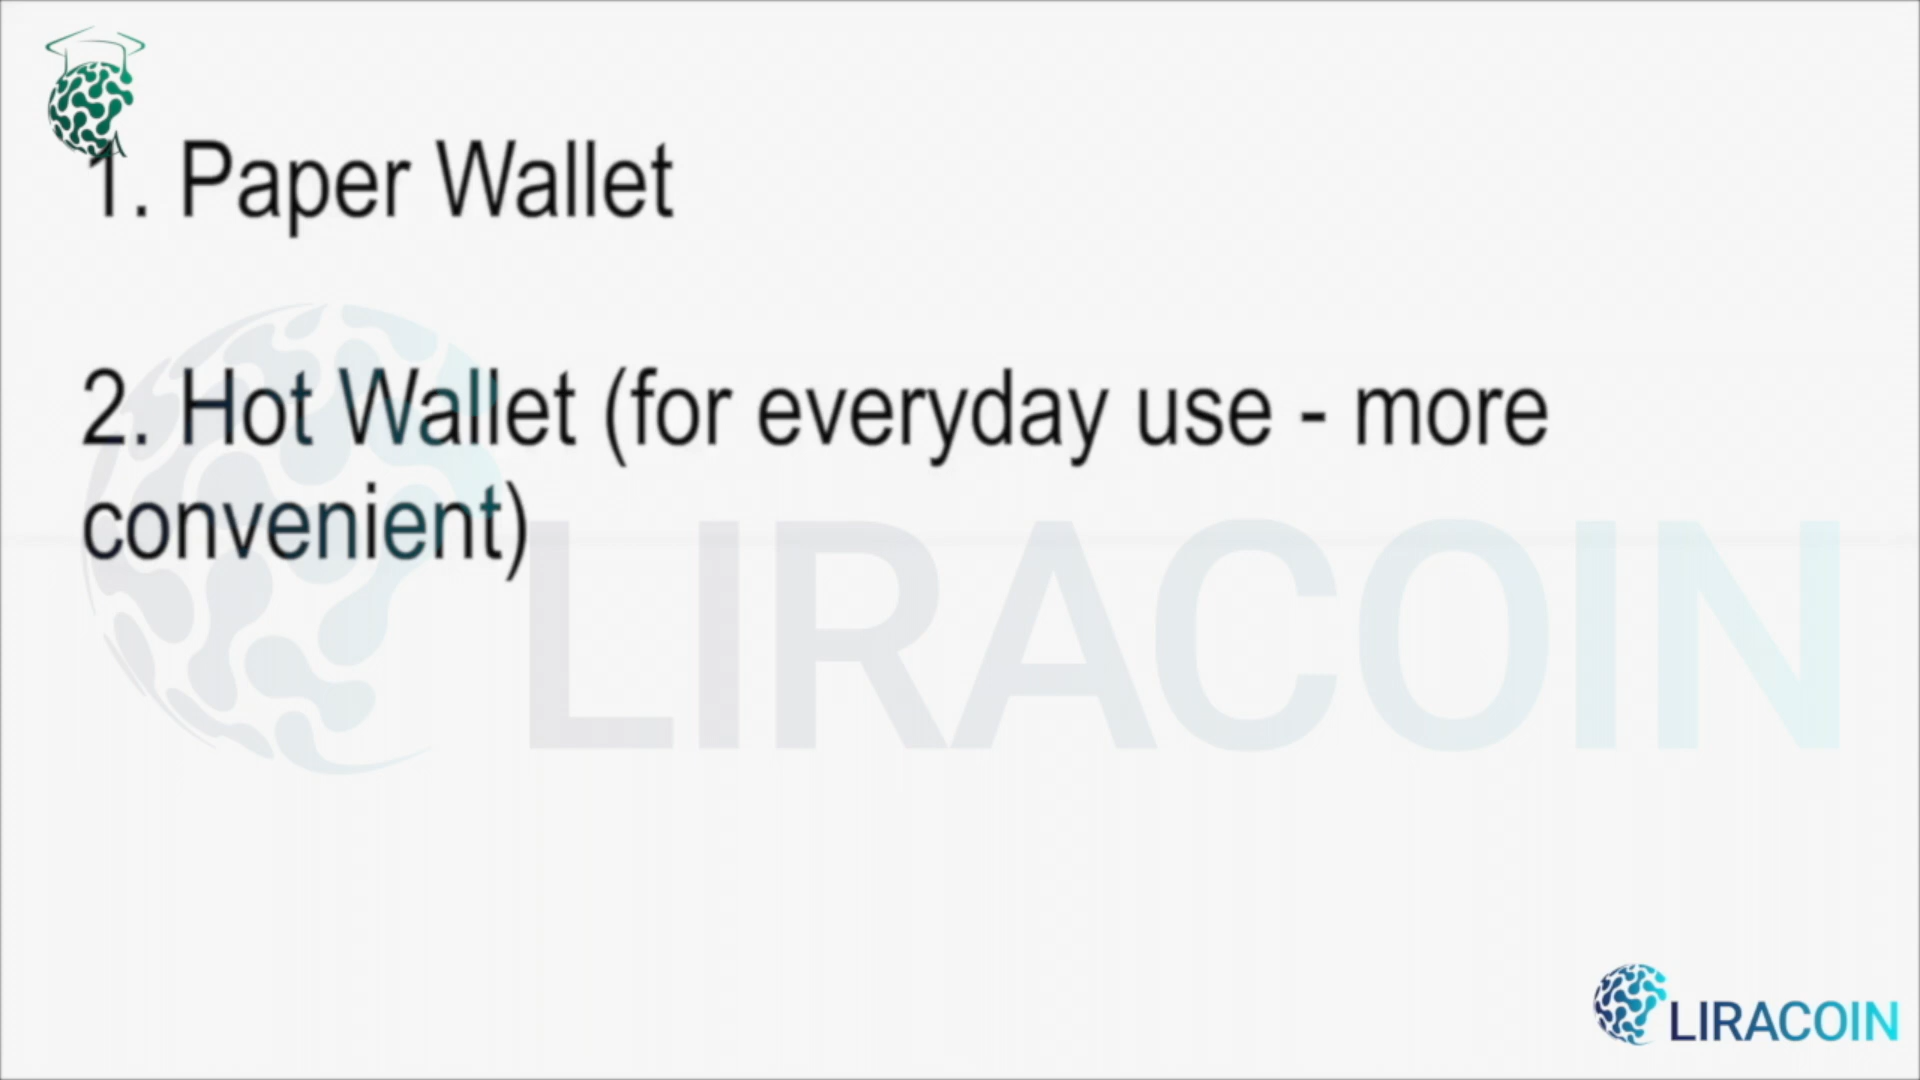 1. Paper Wallet
2. Hot Wallet (for everyday use - more
convenient)
LIRACOIN
LIRACOIN